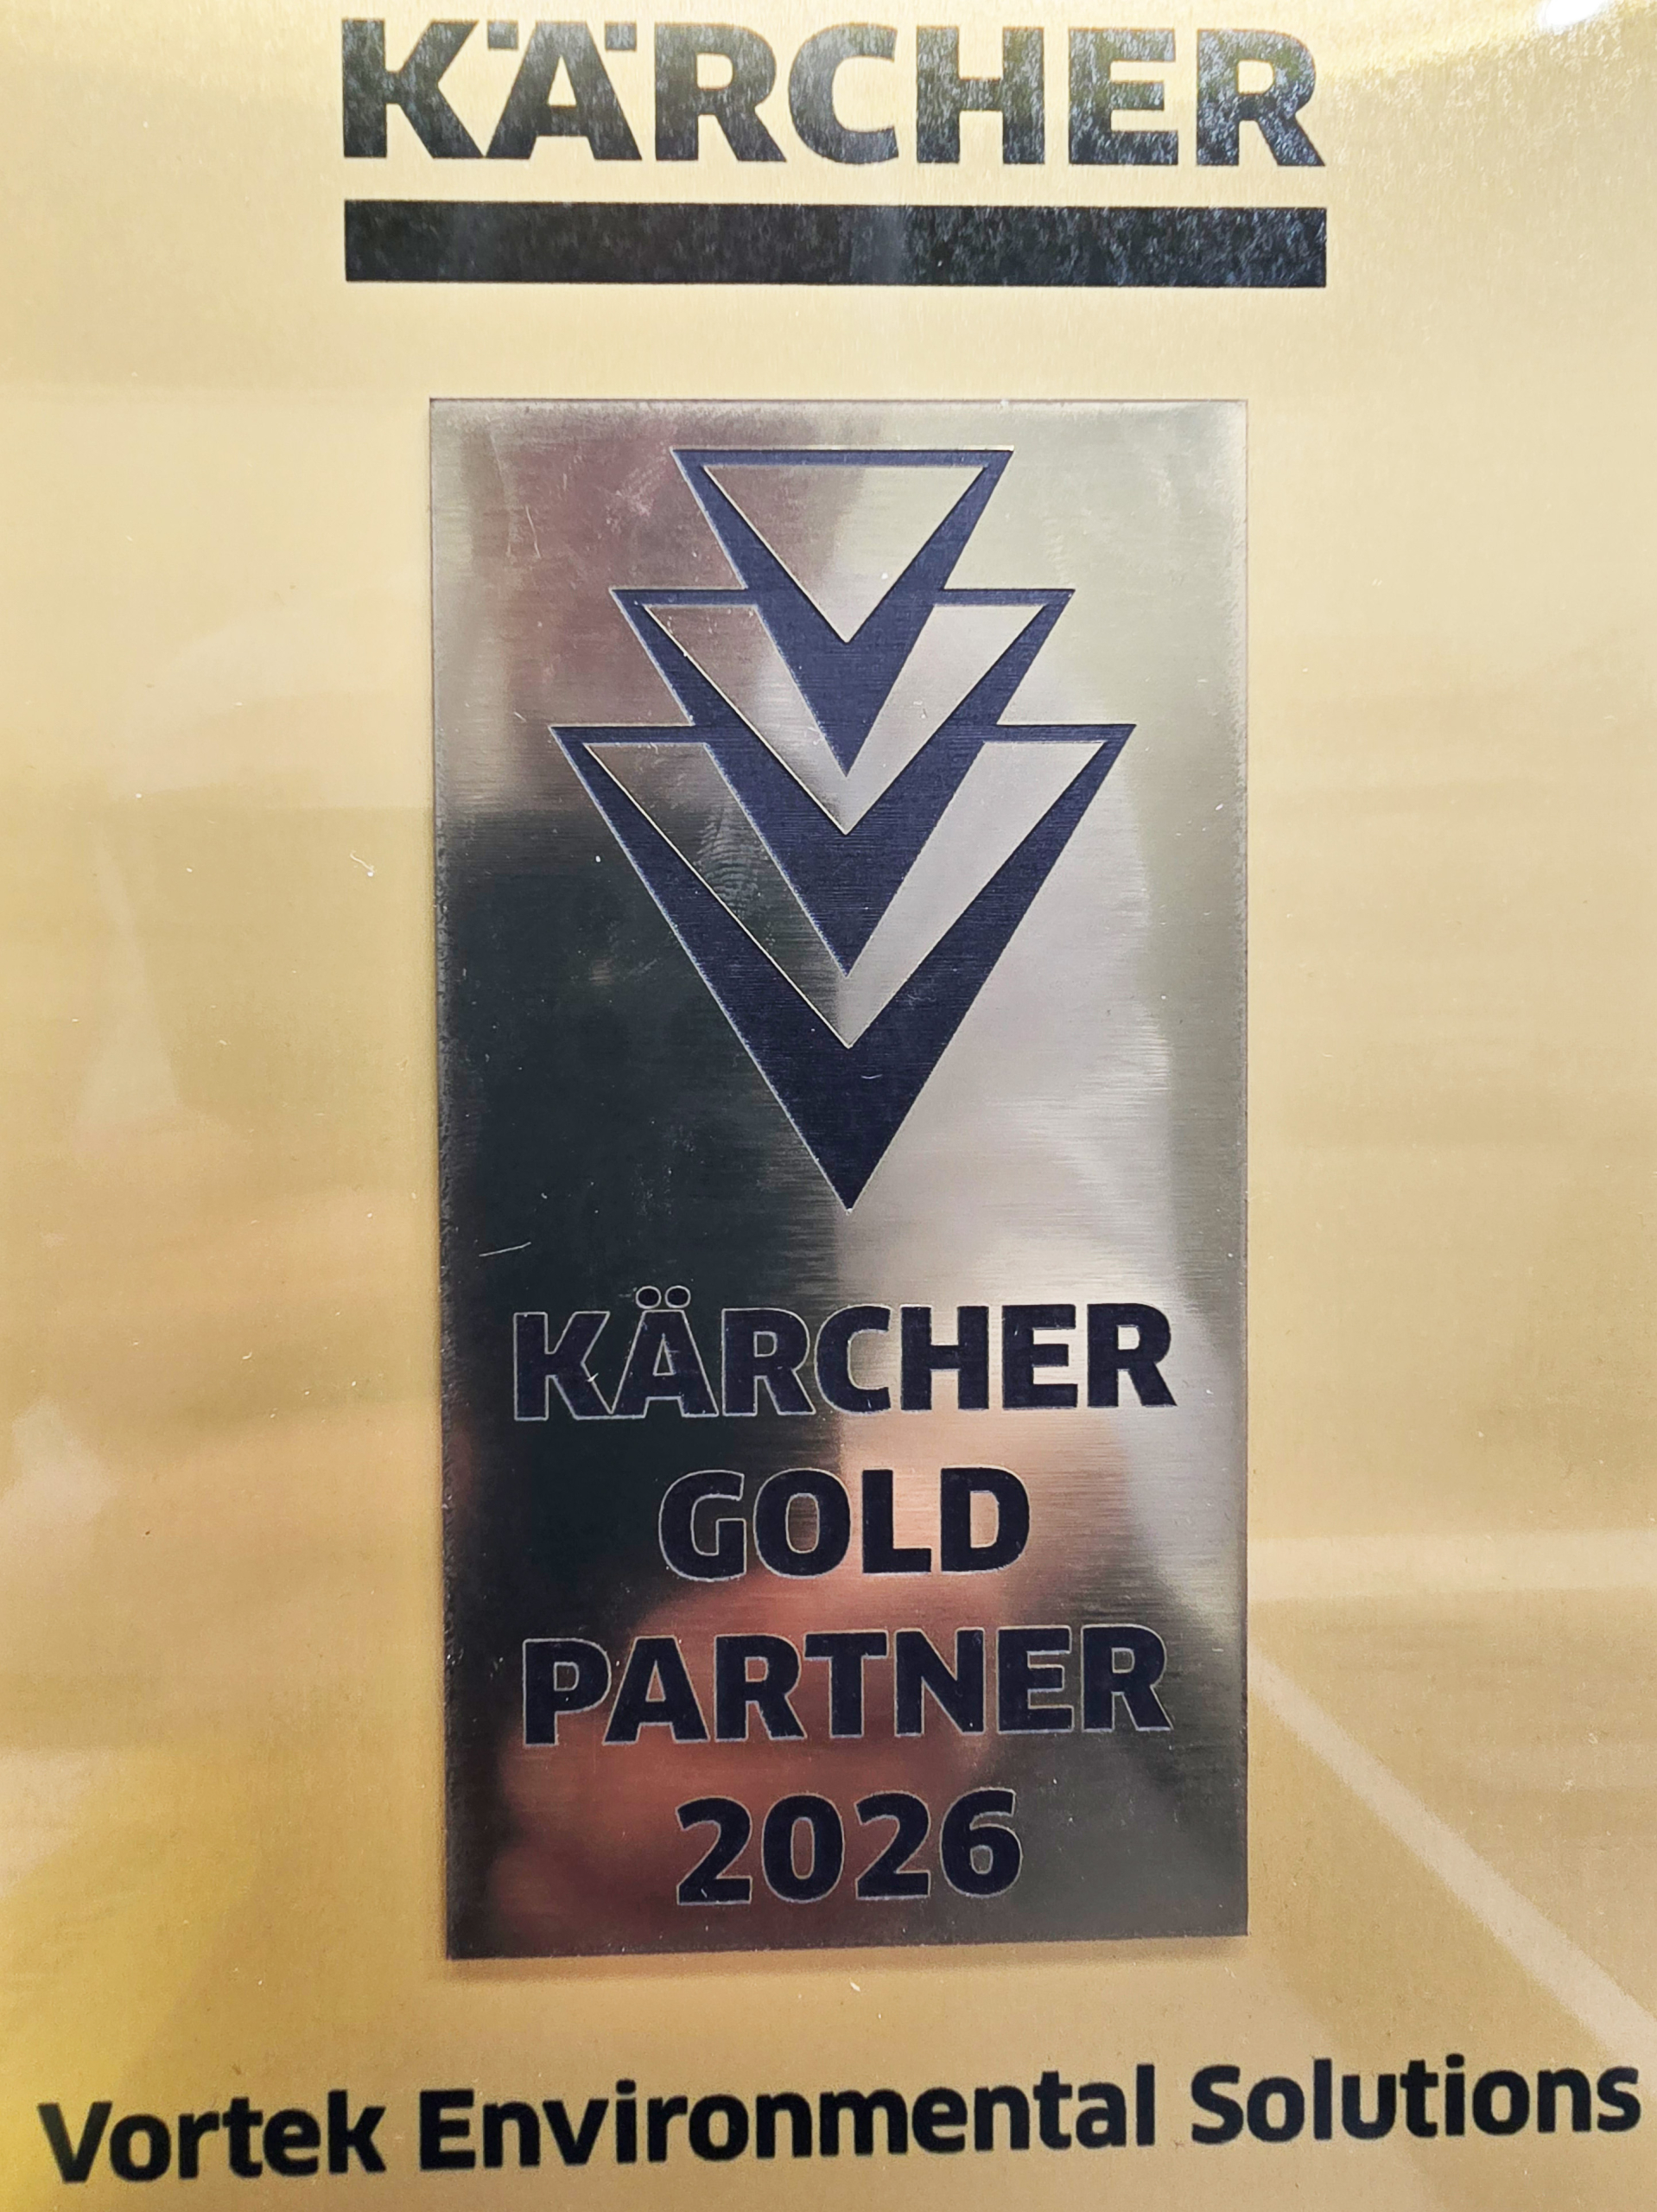 KÄRCHER
KÄRCHER
GOLD
PARTNER
2026
Vortek Environmental Solutions